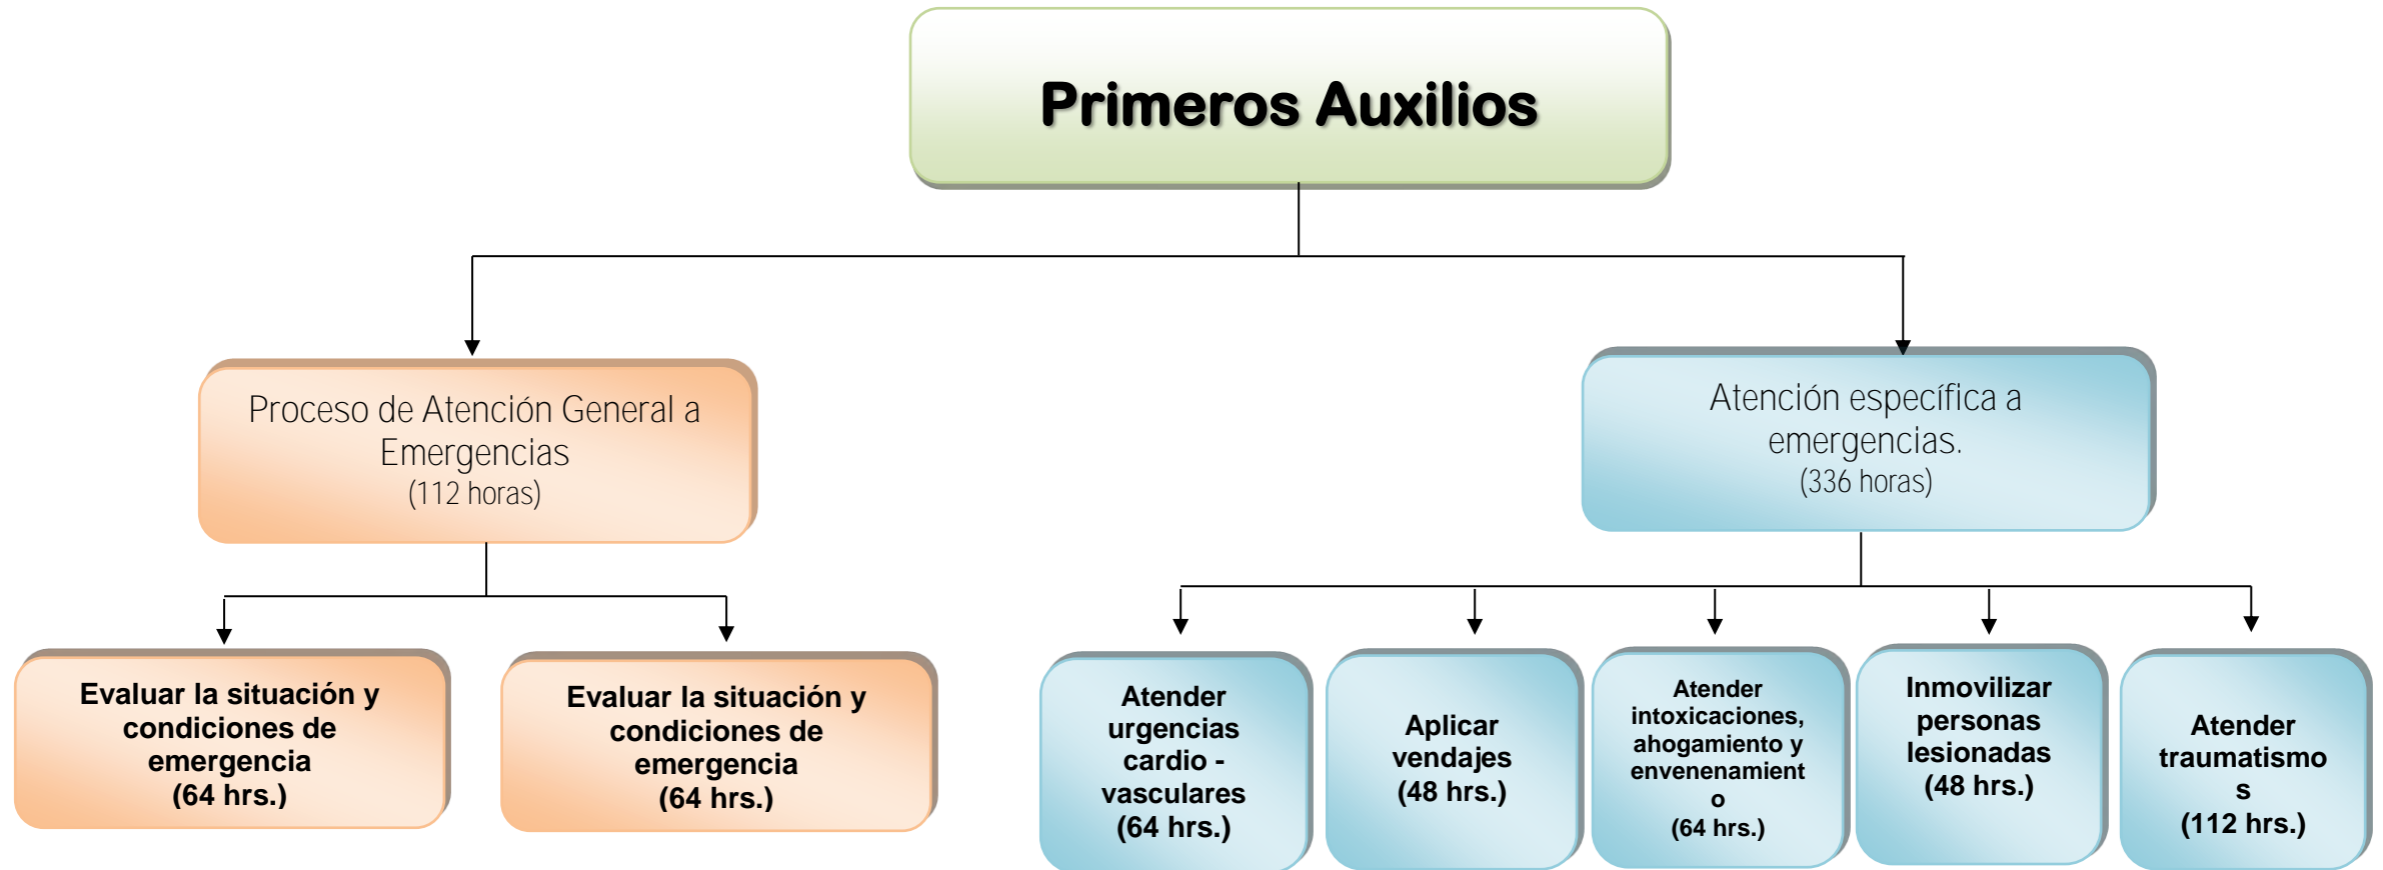 Primeros Auxilios
Proceso de Atención General a
Emergencias
(112 horas)
Atención específica a
emergencias.
(336 horas)
Evaluar la situación y
condiciones de
emergencia
(64 hrs.)
Evaluar la situación y
condiciones de
emergencia
(64 hrs.)
Atender
urgencias
cardio -
vasculares
(64 hrs.)
Aplicar
vendajes
(48 hrs.)
Atender
intoxicaciones,
ahogamiento y
envenenamient
o
(64 hrs.)
Inmovilizar
personas
lesionadas
(48 hrs.)
Atender
traumatismo
s
(112 hrs.)